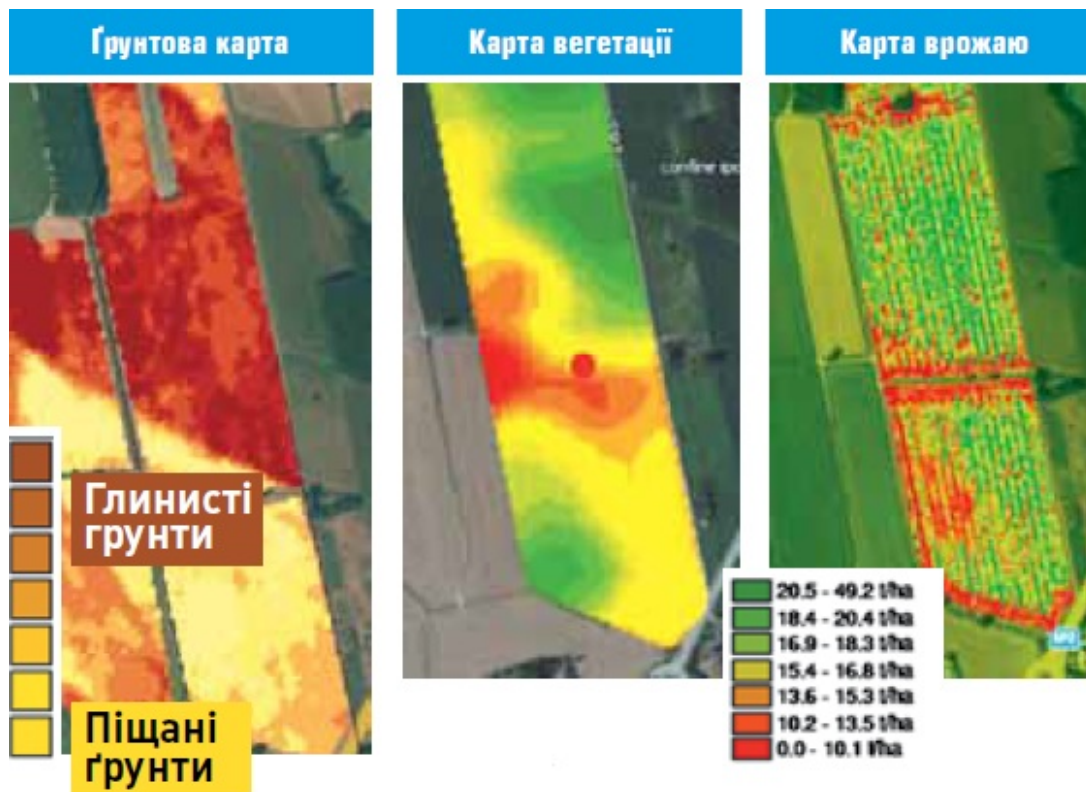 Ґрунтова карта
Карта вегетації
Карта врожаю
confine
Глинисті
грунти
Піщані
ґрунти
20.5 - 49.2 t/ha
18.4 - 20.4 t/ha
16.9 - 18.3 t/ha
15.4 - 16.8 t/ha
13.6 - 15.3 t/ha
10.2 - 13.5 t/ha
0.0 - 10.1 t/ha